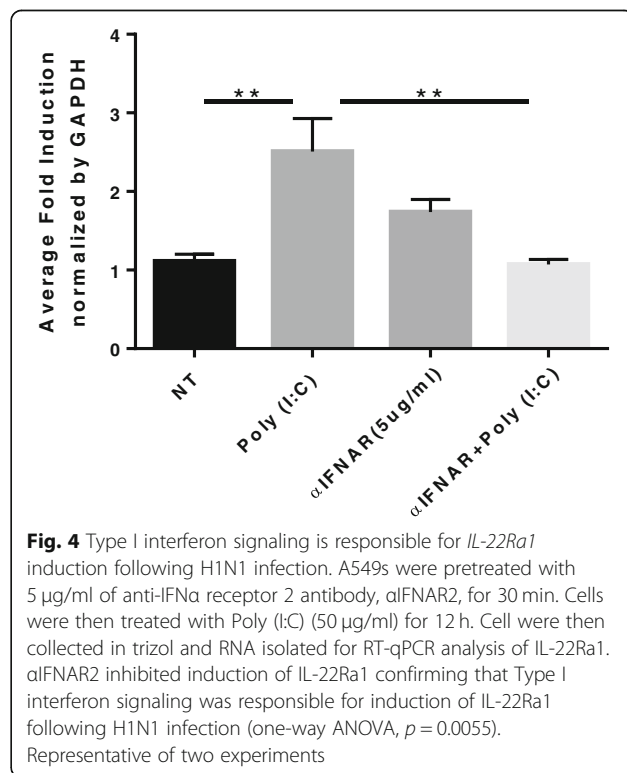 4
3
2
1
0
Average Fold Induction
normalized by GAPDH
** **
NT
Poly (I:C)
αIFNAR(5ug/ml)
αIFNAR+Poly (I:C)
Fig. 4 Type I interferon signaling is responsible for IL-22Ra1
induction following H1N1 infection. A549s were pretreated with
5 μg/ml of anti-IFNα receptor 2 antibody, αIFNAR2, for 30 min. Cells
were then treated with Poly (I:C) (50 μg/ml) for 12 h. Cell were then
collected in trizol and RNA isolated for RT-qPCR analysis of IL-22Ra1.
αIFNAR2 inhibited induction of IL-22Ra1 confirming that Type I
interferon signaling was responsible for induction of IL-22Ra1
following H1N1 infection (one-way ANOVA, p = 0.0055).
Representative of two experiments